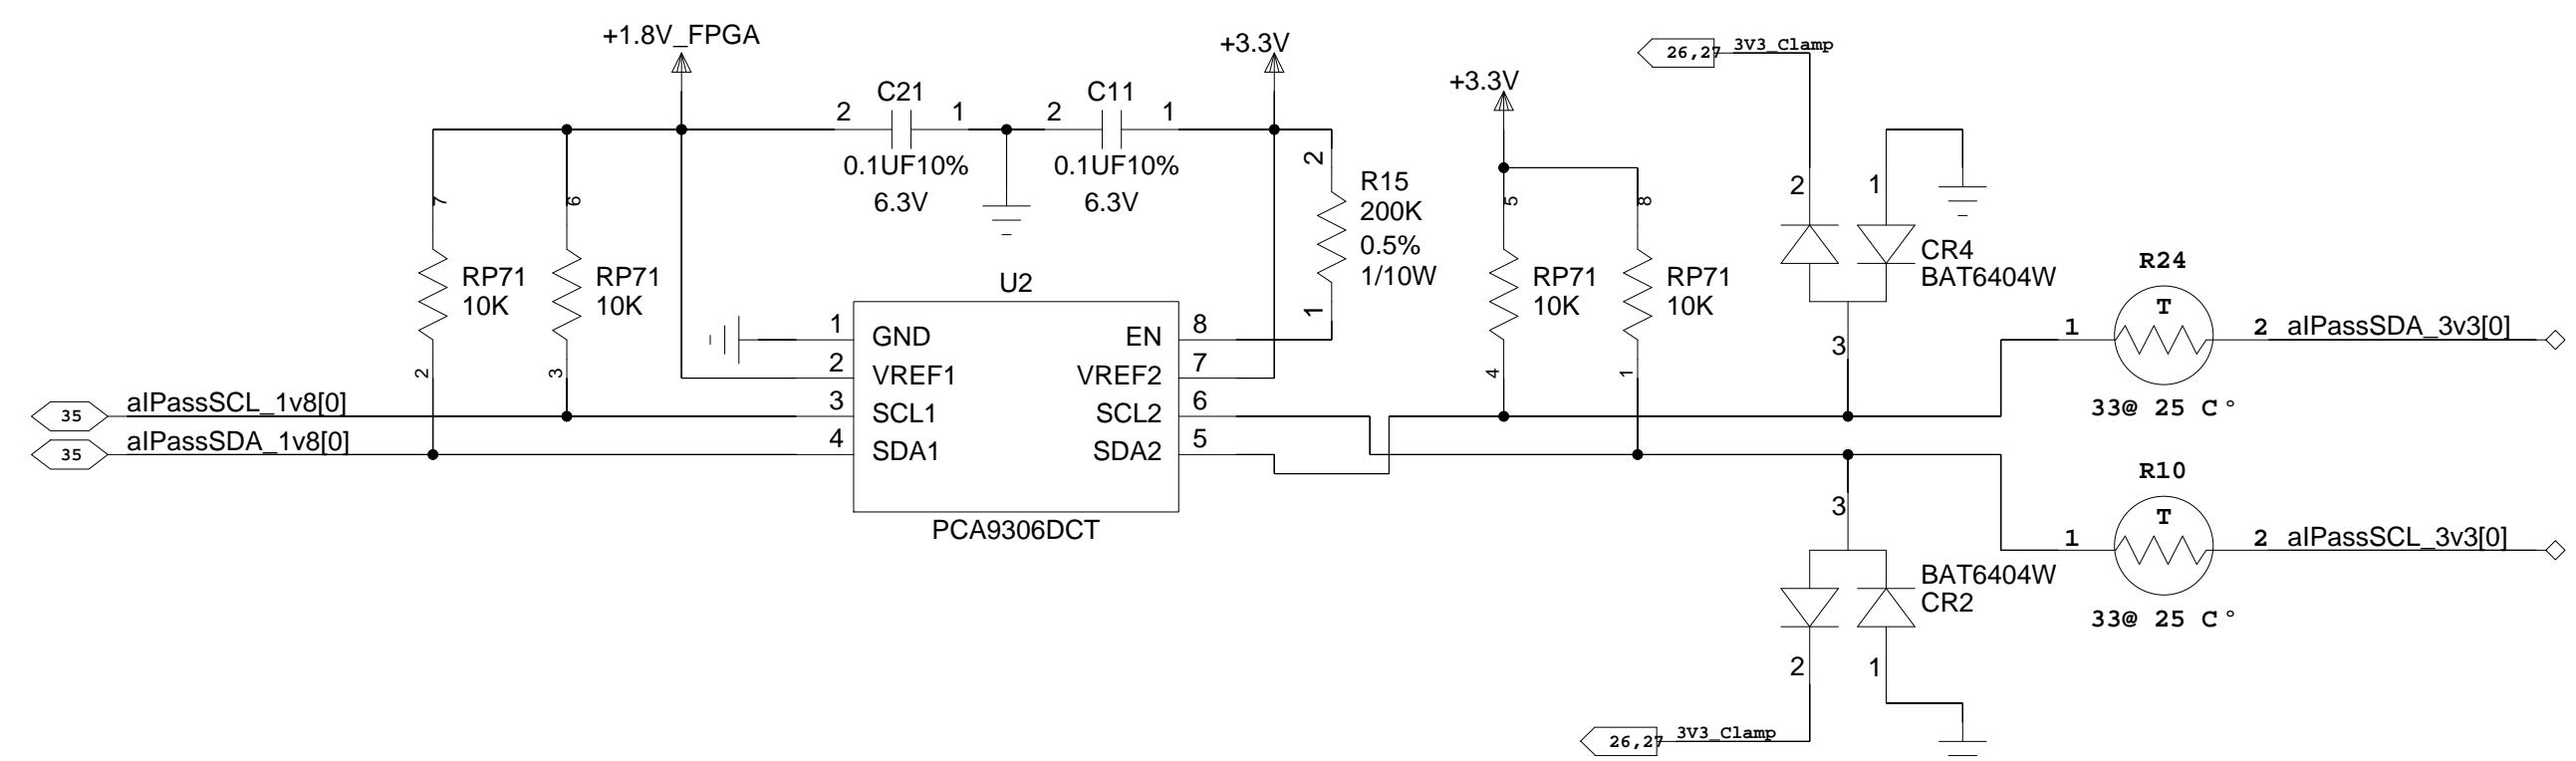 +1.8V_FPGA
+3.3V
26,27 3V3_Clamp
+3.3V
C21
C11
2 1 2 1
0.1UF10%
6.3V
0.1UF10%
6.3V
2
R15
200K
0.5%
1/10W
1
7
6
RP71
10K
RP71
10K
2
3
5
8
RP71
10K
RP71
10K
4
1
2
1
CR4
BAT6404W
3
U2
1 GND EN 8
2 VREF1 VREF2 7
3 SCL1 SCL2 6
4 SDA1 SDA2 5
PCA9306DCT
35 aIPassSCL_1v8[0]
35 aIPassSDA_1v8[0]
R24
T
1 2 aIPassSDA_3v3[0]
33@ 25 C°
R10
T
1 2 aIPassSCL_3v3[0]
33@ 25 C°
3
BAT6404W
CR2
2
1
26,27 3V3_Clamp